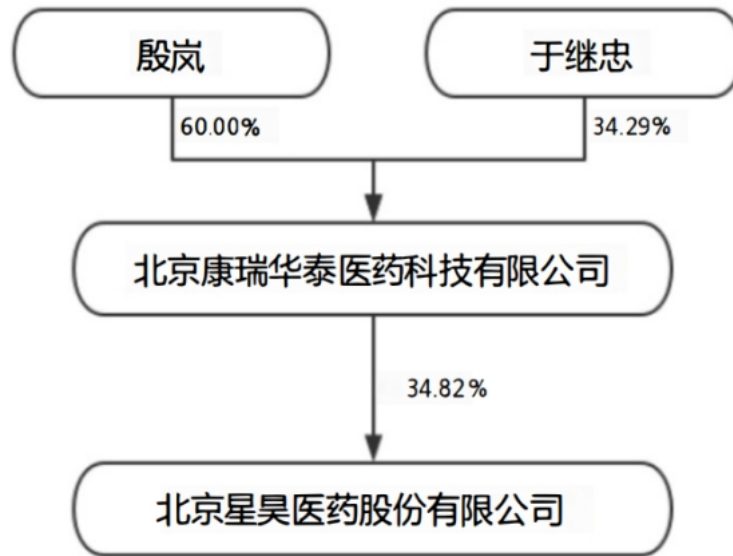 殷岚
于继忠
60.00%
34.29%
北京康瑞华泰医药科技有限公司
34.82%
北京星昊医药股份有限公司